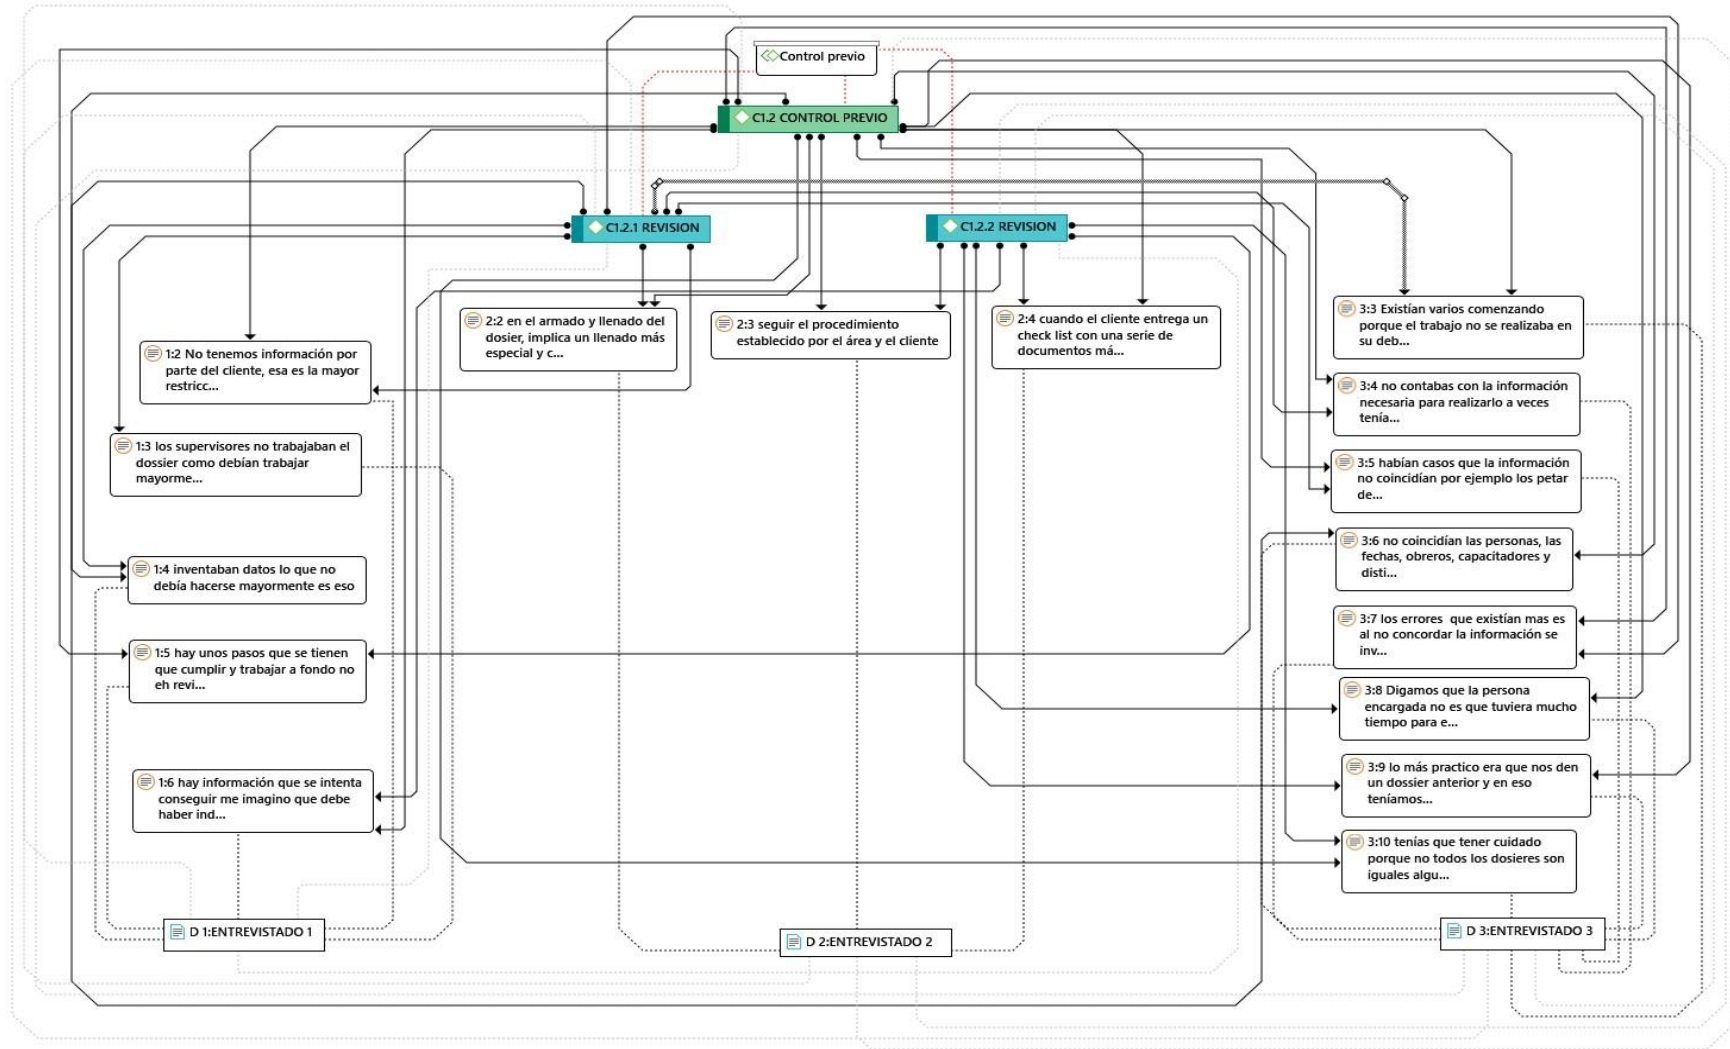 Control previo
C1.2 CONTROL PREVIO
C1.2.1 REVISION
C1.2.2 REVISION
1:2 No tenemos información por
parte del cliente, esa es la mayor
restricc...
1:3 los supervisores no trabajaban el
dossier como debían trabajar
mayorme...
1:4 inventaban datos lo que no
debía hacerse mayormente es eso
1:5 hay unos pasos que se tienen
que cumplir y trabajar a fondo no
eh revi...
1:6 hay información que se intenta
conseguir me imagino que debe
haber ind...
2:2 en el armado y llenado del
dosier, implica un llenado más
especial y c...
2:3 seguir el procedimiento
establecido por el área y el cliente
2:4 cuando el cliente entrega un
check list con una serie de
documentos má...
3:3 Existían varios comenzando
porque el trabajo no se realizaba en
su deb...
3:4 no contabas con la información
necesaria para realizarlo a veces
tenía...
3:5 habían casos que la información
no coincidían por ejemplo los petar
de...
3:6 no coincidían las personas, las
fechas, obreros, capacitadores y
disti...
3:7 los errores que existían mas es
al no concordar la información se
inv...
3:8 Digamos que la persona
encargada no es que tuviera mucho
tiempo para e...
3:9 lo más practico era que nos den
un dossier anterior y en eso
teníamos...
3:10 tenías que tener cuidado
porque no todos los dosieres son
iguales algu...
D 1:ENTREVISTADO 1
D 2:ENTREVISTADO 2
D 3:ENTREVISTADO 3